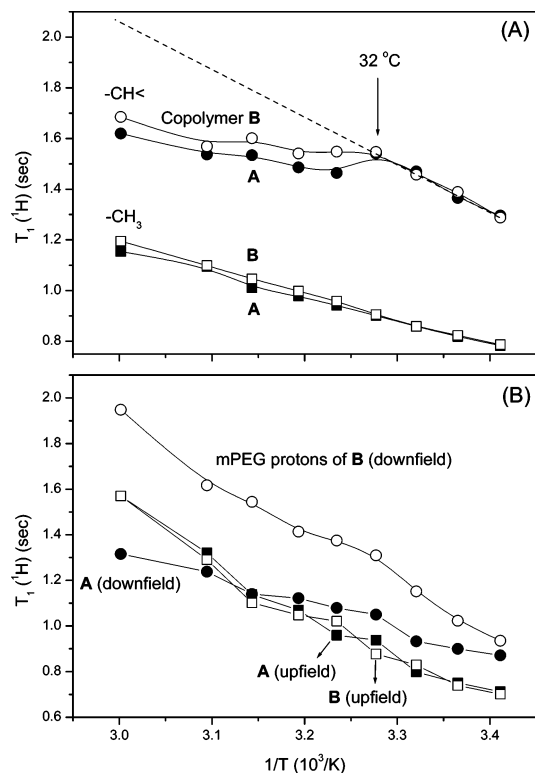 (A)
2.0
1.8
1.6
1.4
1.2
1.0
0.8
T₁ (¹H) (sec)
32 °C
-CH<
Copolymer B
A
-CH₃
B
A
(B)
2.0
1.8
1.6
1.4
1.2
1.0
0.8
0.6
T₁ (¹H) (sec)
mPEG protons of B (downfield)
A (downfield)
A (upfield)
B (upfield)
3.0 3.1 3.2 3.3 3.4
1/T (10³/K)